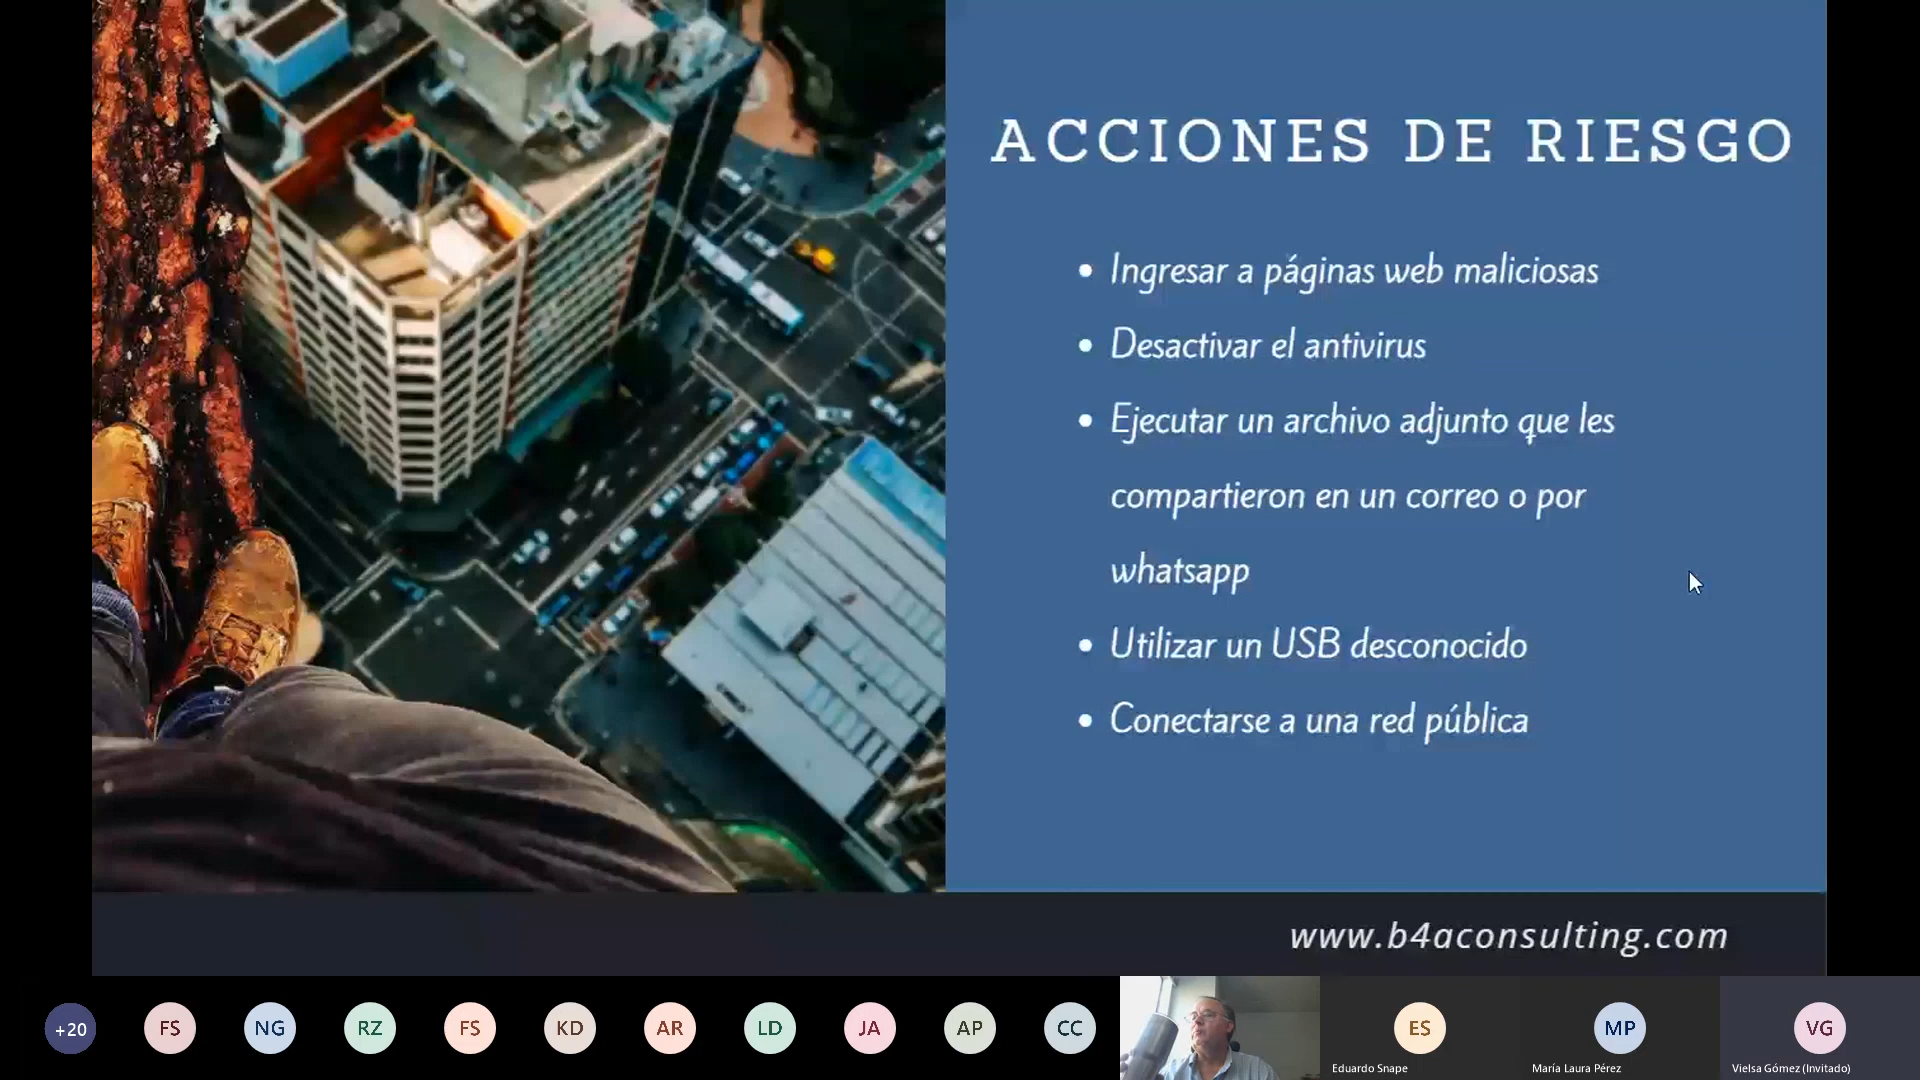 ACCIONES DE RIESGO
• Ingresar a páginas web maliciosas
• Desactivar el antivirus
• Ejecutar un archivo adjunto que les
compartieron en un correo o por
whatsapp
• Utilizar un USB desconocido
• Conectarse a una red pública
www.b4aconsulting.com
+20 FS NG RZ FS KD AR LD JA AP CC ES MP VG
Eduardo Snape María Laura Pérez Vielsa Gómez (Invitado)